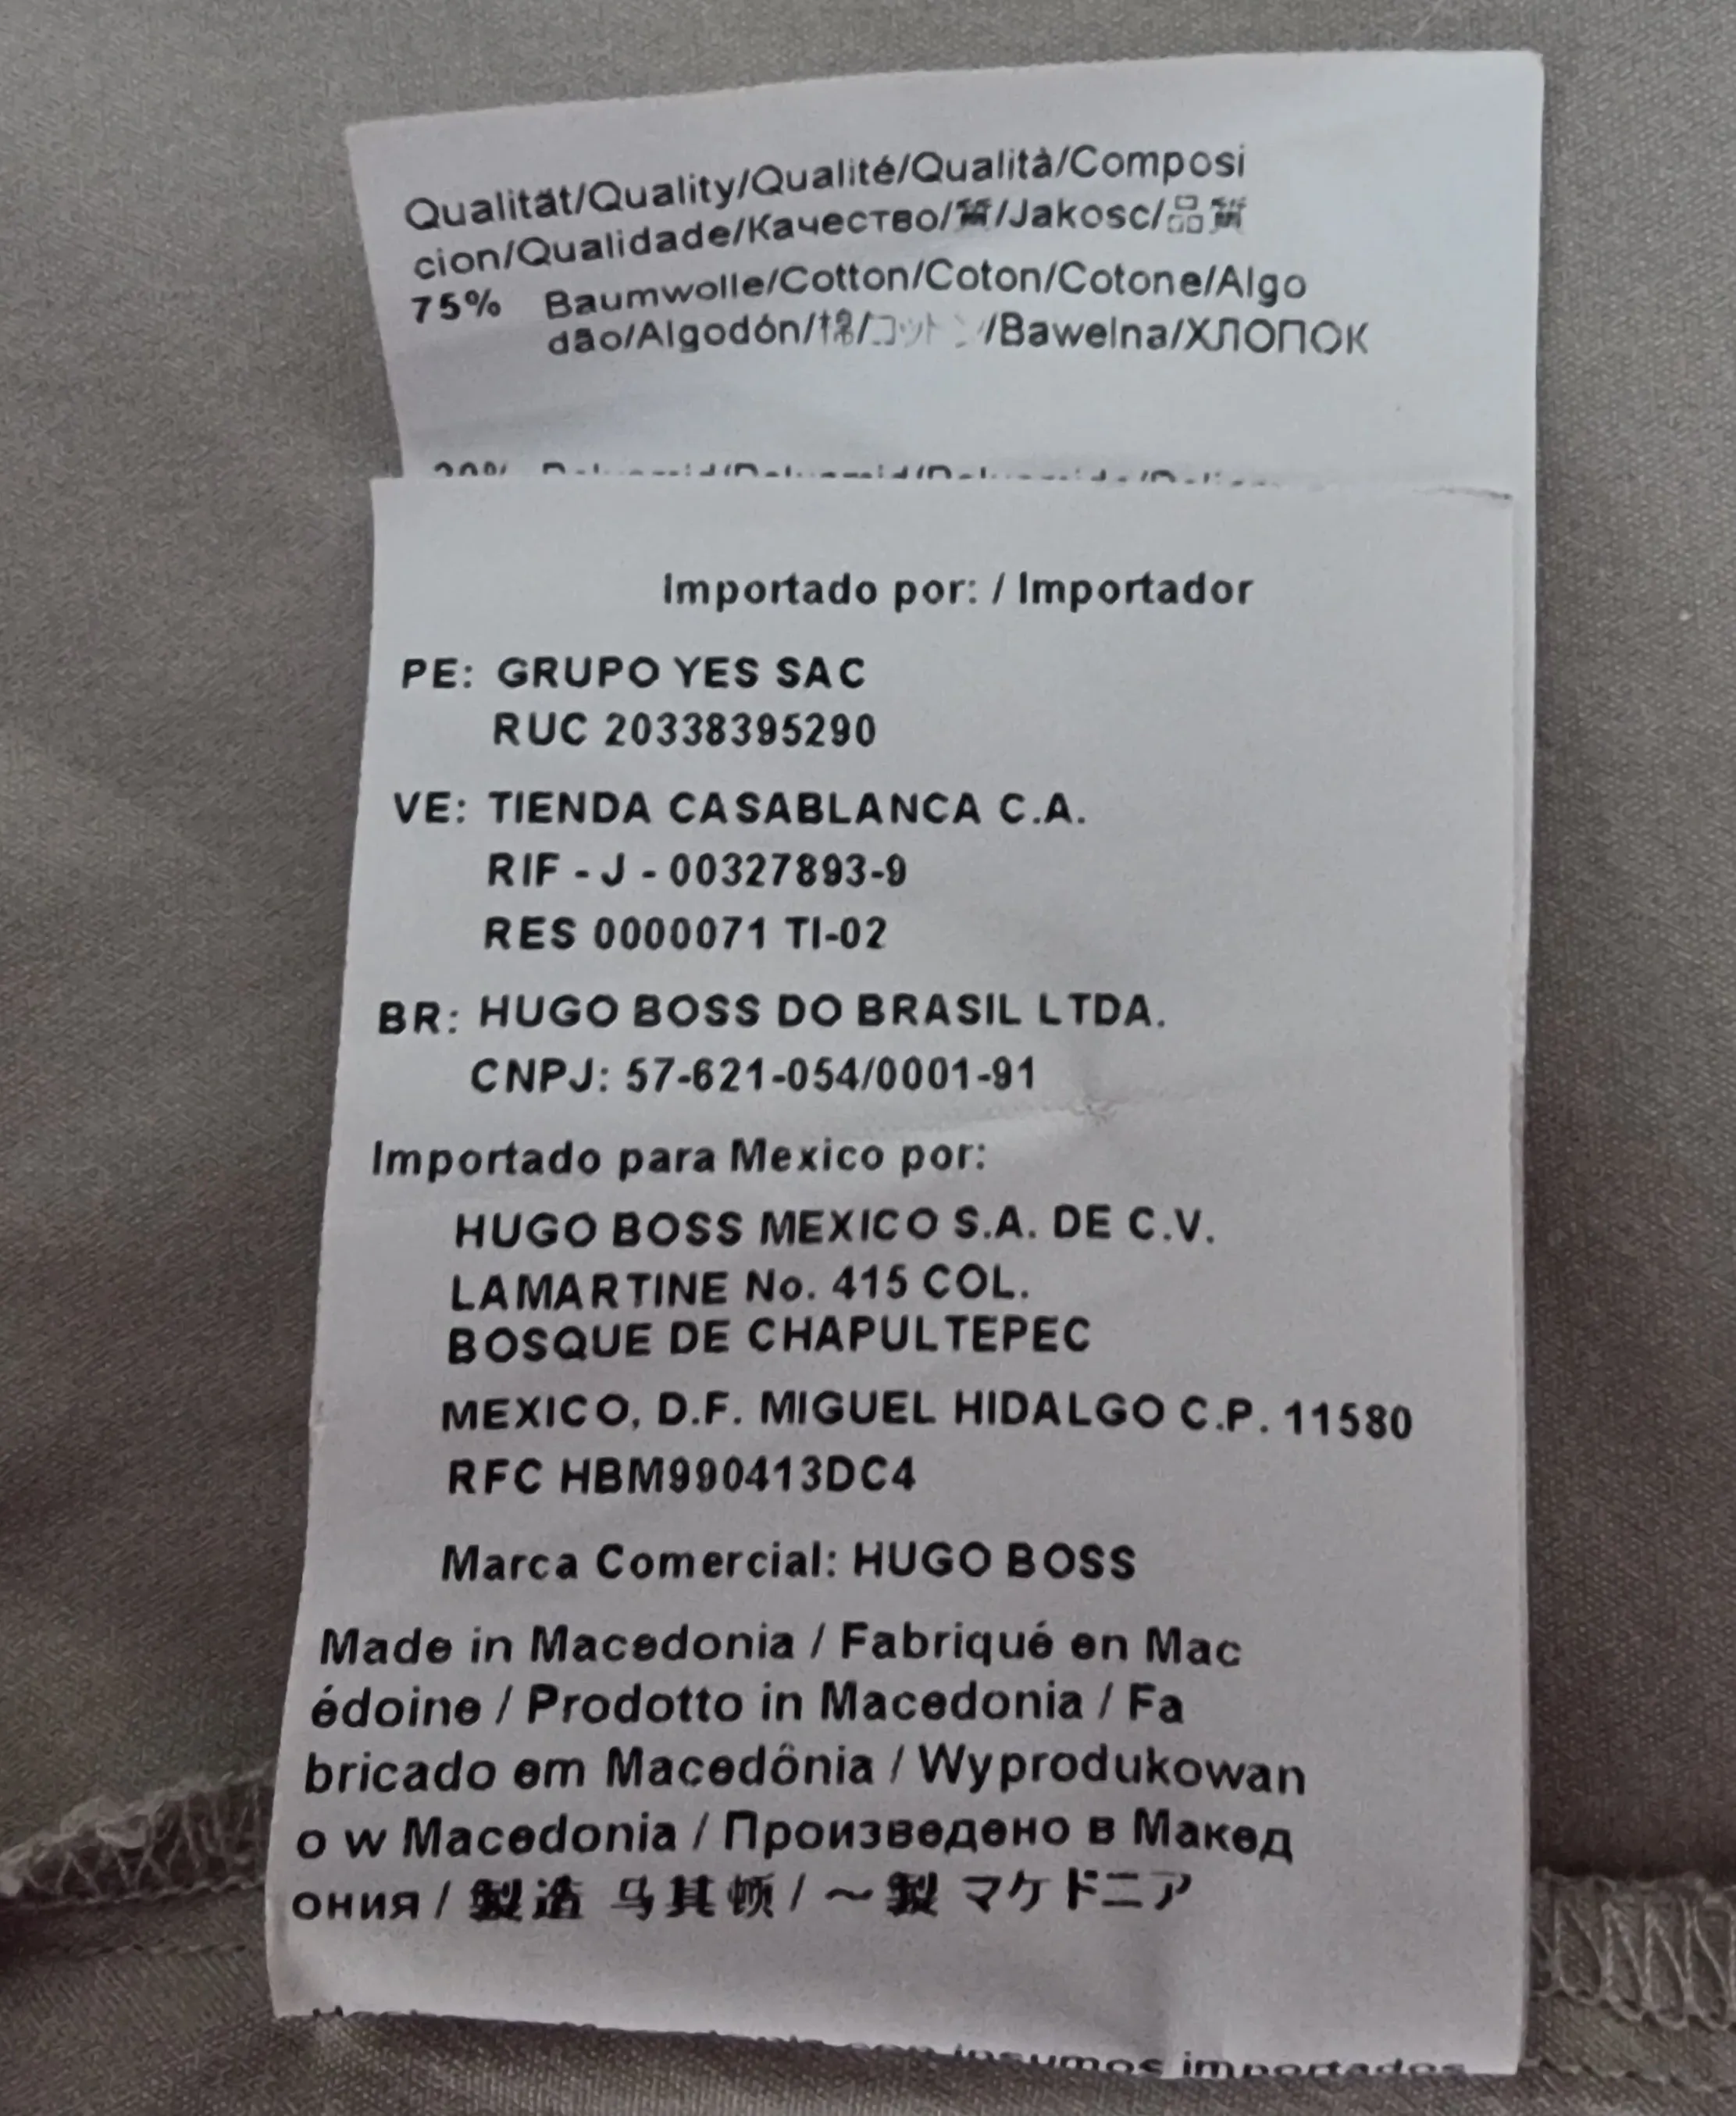 Qualität/Quality/Qualité/Qualità/Composi
cion/Qualidade/Качество/質/Jakosc/品質
75% Baumwolle/Cotton/Coton/Cotone/Algo
dão/Algodón/棉/コットン/Bawelna/ХЛОПОК
Importado por: / Importador
PE: GRUPO YES SAC
RUC 20338395290
VE: TIENDA CASABLANCA C.A.
RIF - J - 00327893-9
RES 0000071 TI-02
BR: HUGO BOSS DO BRASIL LTDA.
CNPJ: 57-621-054/0001-91
Importado para Mexico por:
HUGO BOSS MEXICO S.A. DE C.V.
LAMARTINE No. 415 COL.
BOSQUE DE CHAPULTEPEC
MEXICO, D.F. MIGUEL HIDALGO C.P. 11580
RFC HBM990413DC4
Marca Comercial: HUGO BOSS
Made in Macedonia / Fabriqué en Mac
édoine / Prodotto in Macedonia / Fa
bricado em Macedônia / Wyprodukowan
o w Macedonia / Произведено в Макед
ония / 製造 马其顿 / ～製 マケドニア
insumos importados